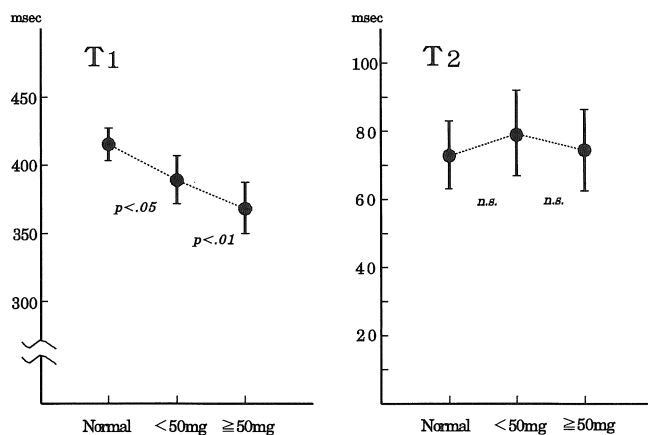 msec
T1
450
400
350
300
p<.05
p<.01
Normal <50mg ≧50mg
msec
T2
100
80
60
40
20
n.s. n.s.
Normal <50mg ≧50mg